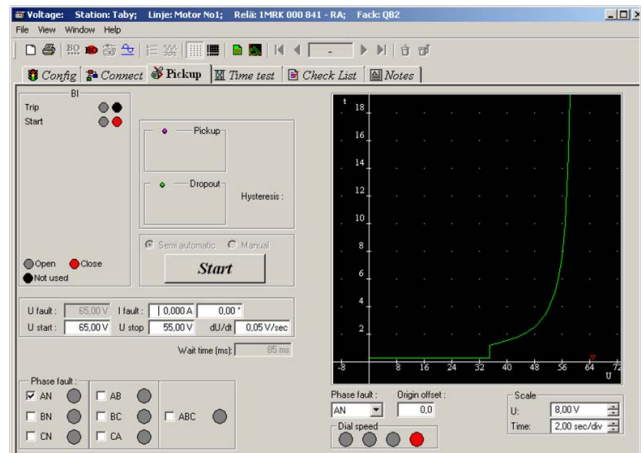 Voltage: Station: Taby; Linje: Motor No1; Relä: 1MRK 000 841 - RA; Fack: QB2
File View Window Help
BO
-
Config Connect Pickup Time test Check List Notes
BI
Trip
Start
Pickup
Dropout
Hysteresis :
Open Close
Not used
Semi automatic Manual
Start
U fault : 65,00 V I fault : 0,000 A 0,00 °
U start : 65,00 V U stop 55,00 V dU/dt 0,05 V/sec
Wait time (ms): 85 ms
Phase fault :
AN AB
BN BC ABC
CN CA
t
18
16
14
12
10
8
6
4
2
-8 8 16 24 32 40 48 56 64 72
U
Phase fault : Origin offset :
AN 0,0
Dial speed
Scale
U: 8,00 V
Time: 2,00 sec/div